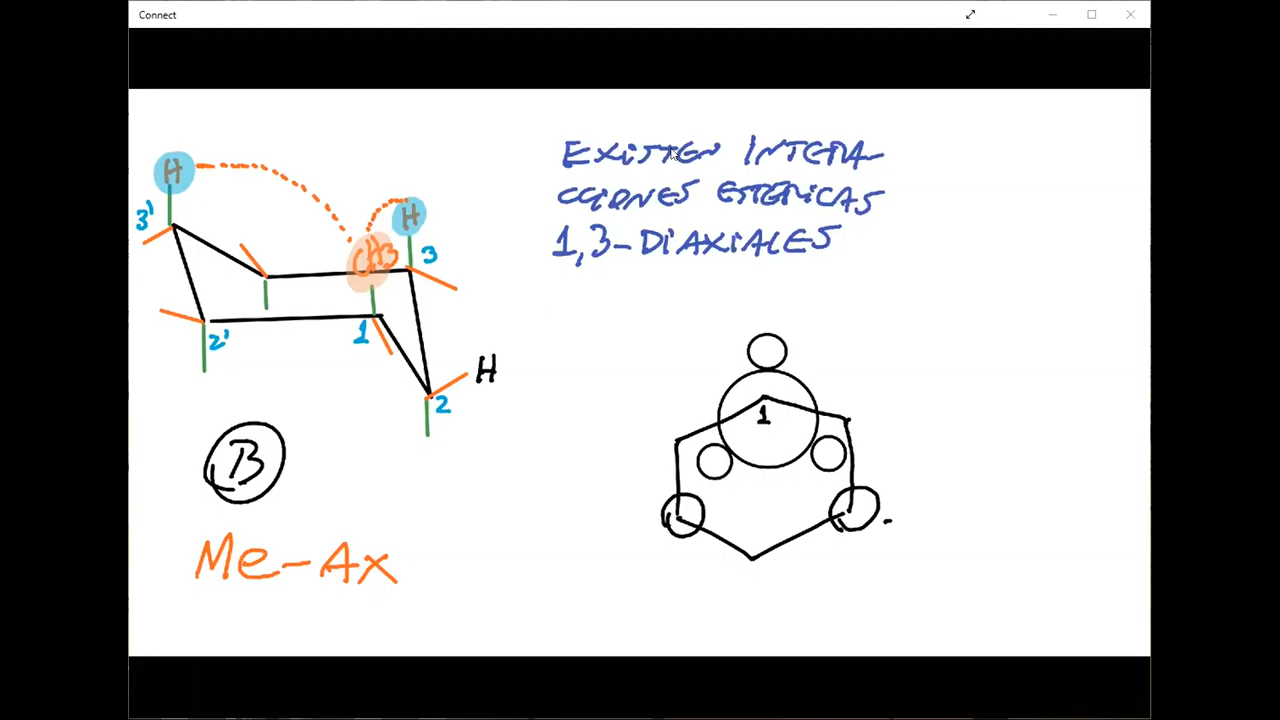 Connect
EXISTEN INTERA-
CCIONES ESTERICAS
1,3-DIAXIALES
H
H
3'
CH3
3
2'
1
H
2
1
B
Me-Ax